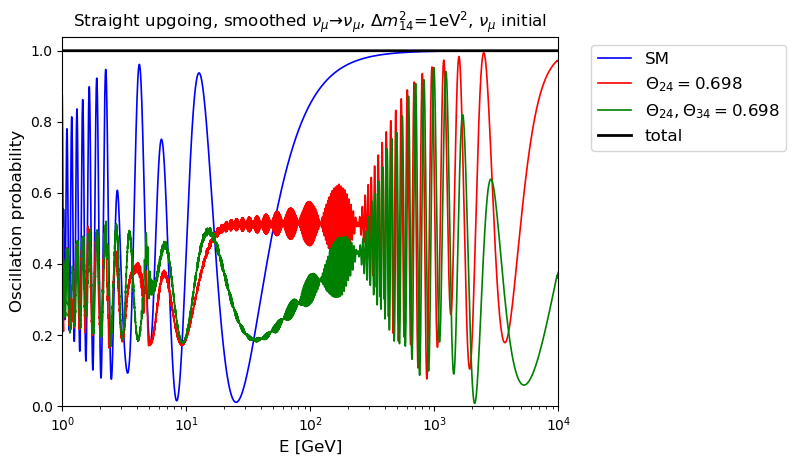 Straight upgoing, smoothed νμ→νμ, Δm²₁₄=1eV², νμ initial
Oscillation probability
1.0
0.8
0.6
0.4
0.2
0.0
10⁰
10¹
10²
10³
10⁴
E [GeV]
SM
Θ₂₄ = 0.698
Θ₂₄, Θ₃₄ = 0.698
total